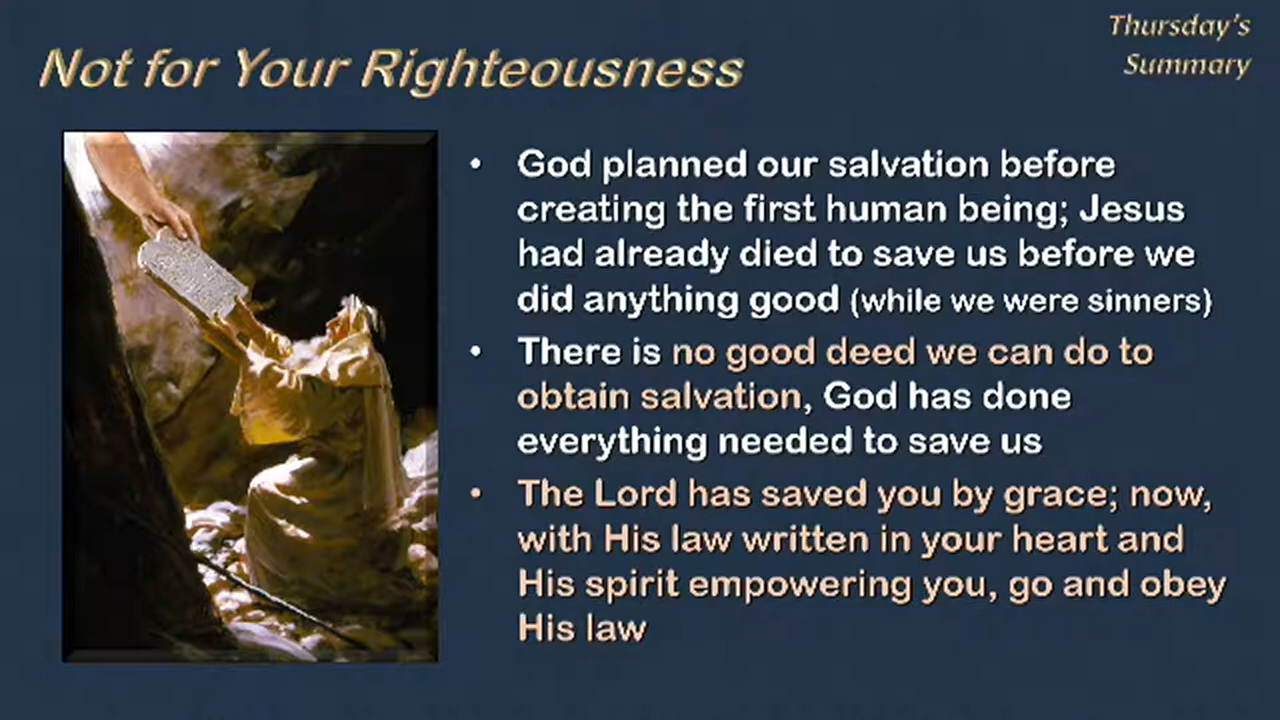 Thursday's
Summary
Not for Your Righteousness
• God planned our salvation before
creating the first human being; Jesus
had already died to save us before we
did anything good (while we were sinners)
• There is no good deed we can do to
obtain salvation, God has done
everything needed to save us
• The Lord has saved you by grace; now,
with His law written in your heart and
His spirit empowering you, go and obey
His law